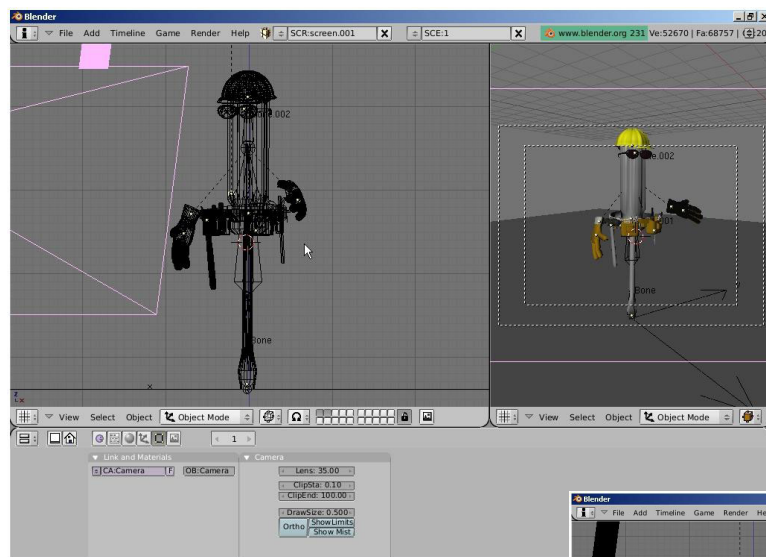 Blender
File Add Timeline Game Render Help SCR:screen.001 X SCE:1 X www.blender.org 231 Ve:52670 | Fa:68757 |
.002
Bone
e.002
Bone
Z
X
View Select Object Object Mode
View Select Object Object Mode
1
Link and Materials
Camera
CA:Camera F OB:Camera
Lens: 35.00
ClipSta: 0.10
ClipEnd: 100.00
DrawSize: 0.500
Ortho ShowLimits
Show Mist
Blender
File Add Timeline Game Render He